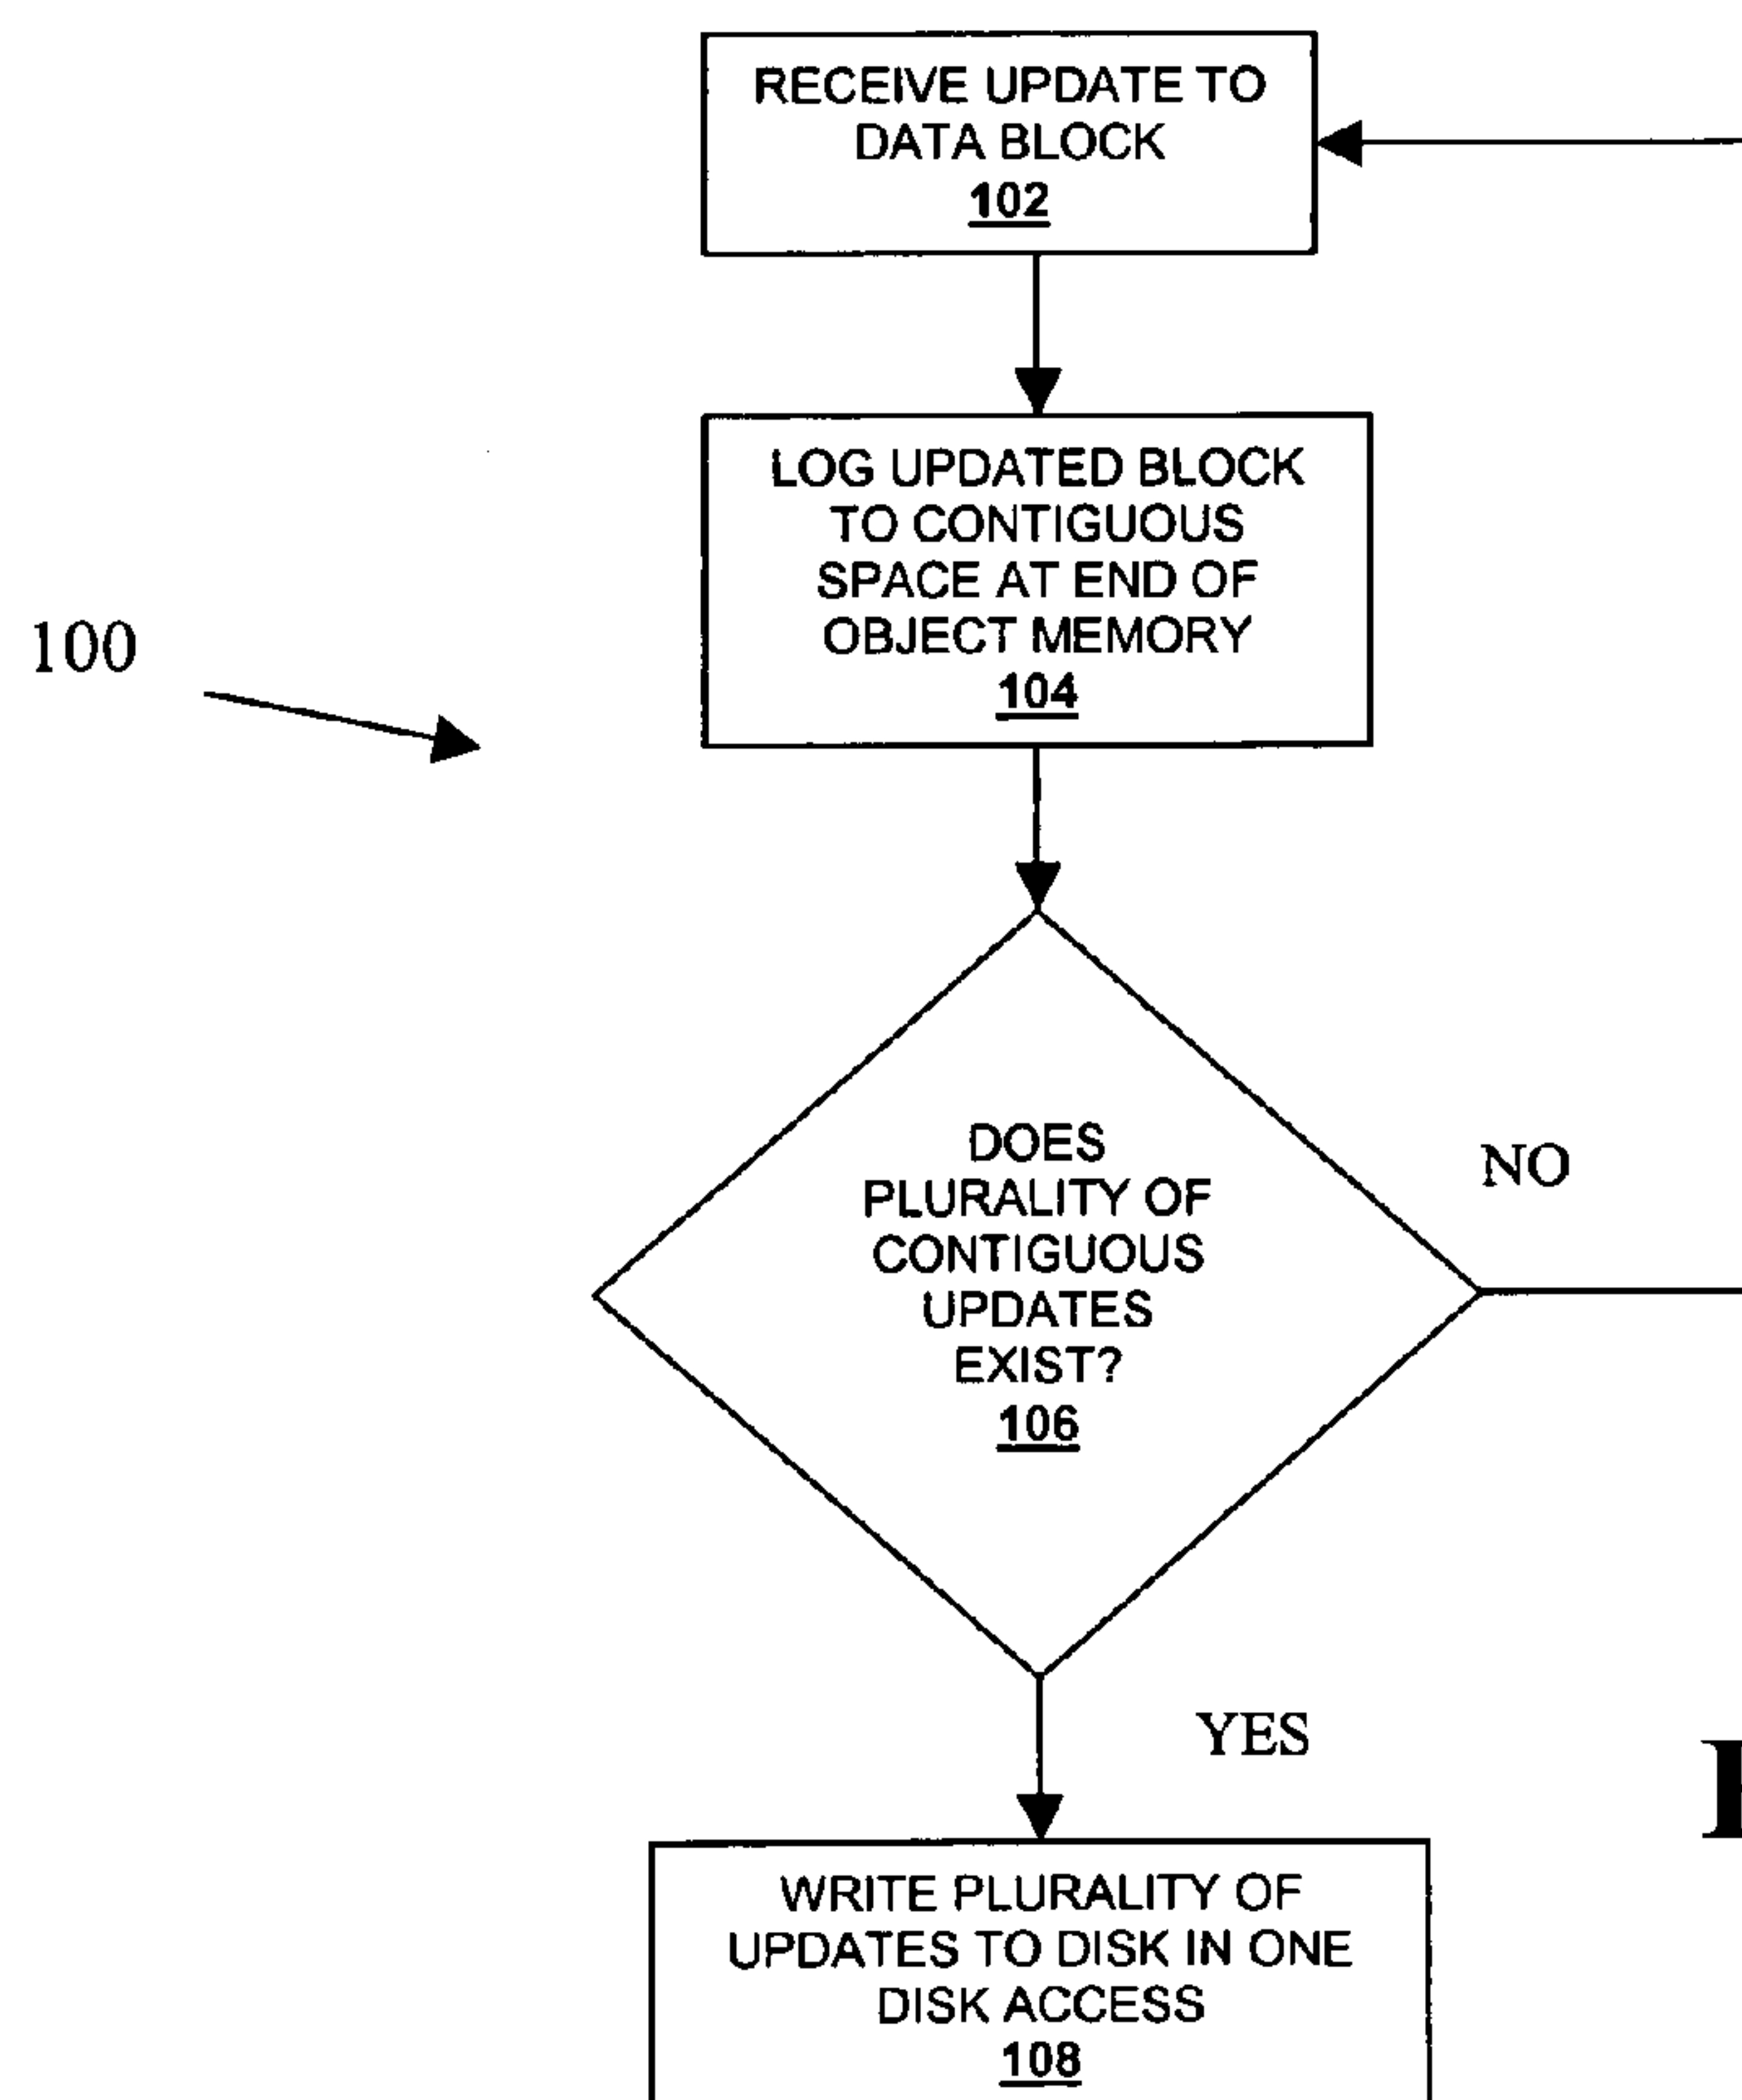 RECEIVE UPDATE TO
DATA BLOCK
102
LOG UPDATED BLOCK
TO CONTIGUOUS
SPACE AT END OF
OBJECT MEMORY
104
100
DOES
PLURALITY OF
CONTIGUOUS
UPDATES
EXIST?
106
NO
YES
WRITE PLURALITY OF
UPDATES TO DISK IN ONE
DISK ACCESS
108